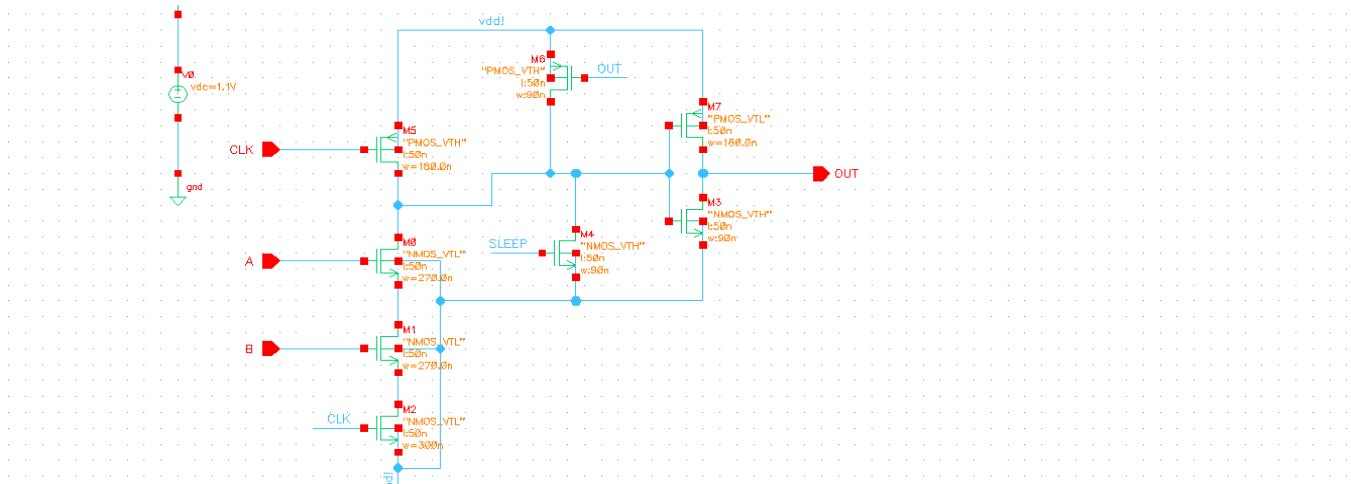 vdd!
V0
vdc=1.1V
gnd
M6
"PMOS_VTH"
l:50n
w:90n
OUT
CLK
M5
"PMOS_VTH"
l:50n
w=180.0n
M7
"PMOS_VTL"
l:50n
w=180.0n
OUT
M3
"NMOS_VTH"
l:50n
w:90n
SLEEP
M4
"NMOS_VTH"
l:50n
w:90n
A
M0
"NMOS_VTL"
l:50n
w=270.0n
B
M1
"NMOS_VTL"
l:50n
w=270.0n
CLK
M2
"NMOS_VTL"
l:50n
w=300n